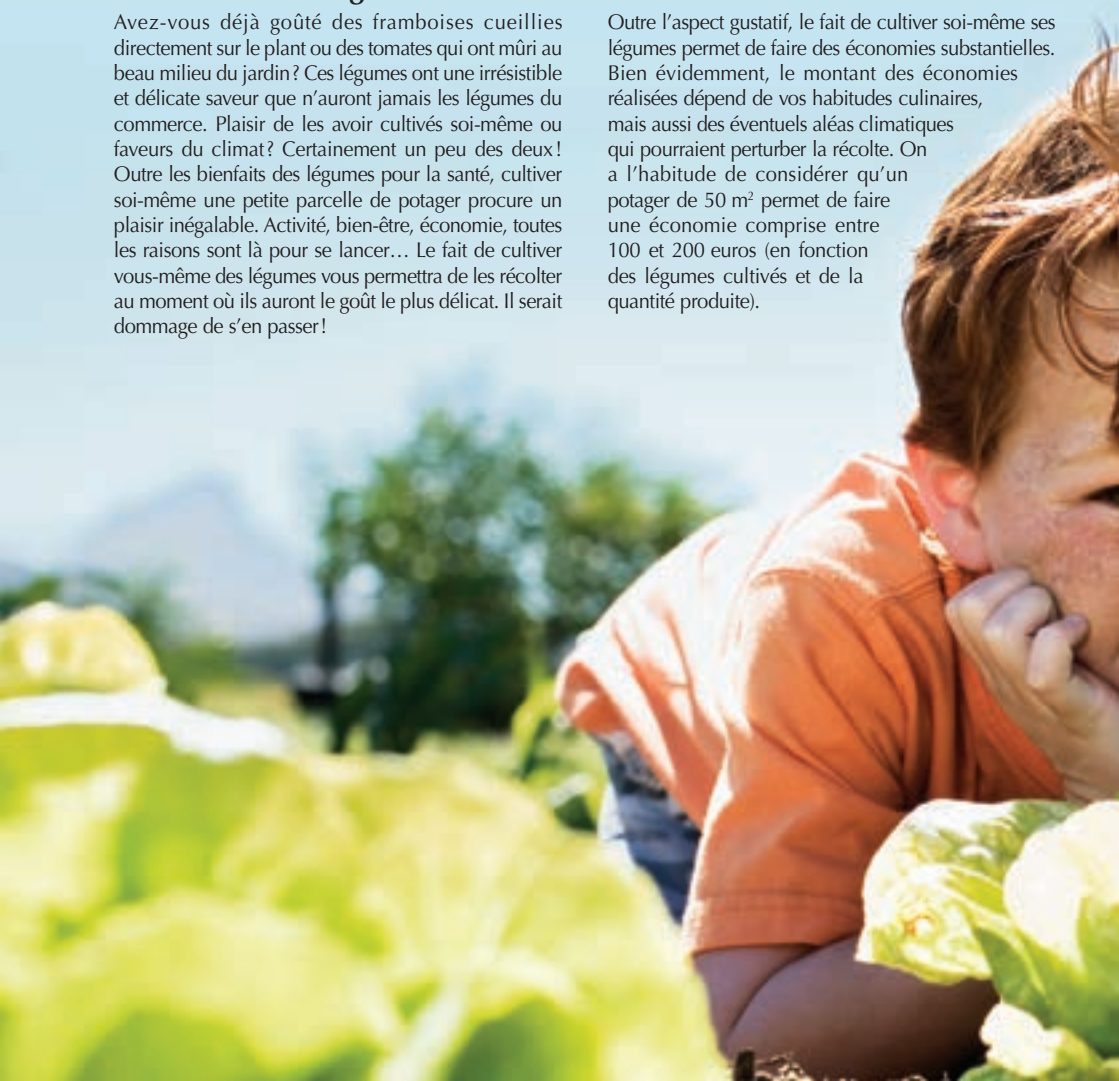 Avez-vous déjà goûté des framboises cueillies
directement sur le plant ou des tomates qui ont mûri au
beau milieu du jardin ? Ces légumes ont une irrésistible
et délicate saveur que n’auront jamais les légumes du
commerce. Plaisir de les avoir cultivés soi-même ou
faveurs du climat ? Certainement un peu des deux !
Outre les bienfaits des légumes pour la santé, cultiver
soi-même une petite parcelle de potager procure un
plaisir inégalable. Activité, bien-être, économie, toutes
les raisons sont là pour se lancer… Le fait de cultiver
vous-même des légumes vous permettra de les récolter
au moment où ils auront le goût le plus délicat. Il serait
dommage de s’en passer !
Outre l’aspect gustatif, le fait de cultiver soi-même ses
légumes permet de faire des économies substantielles.
Bien évidemment, le montant des économies
réalisées dépend de vos habitudes culinaires,
mais aussi des éventuels aléas climatiques
qui pourraient perturber la récolte. On
a l’habitude de considérer qu’un
potager de 50 m² permet de faire
une économie comprise entre
100 et 200 euros (en fonction
des légumes cultivés et de la
quantité produite).